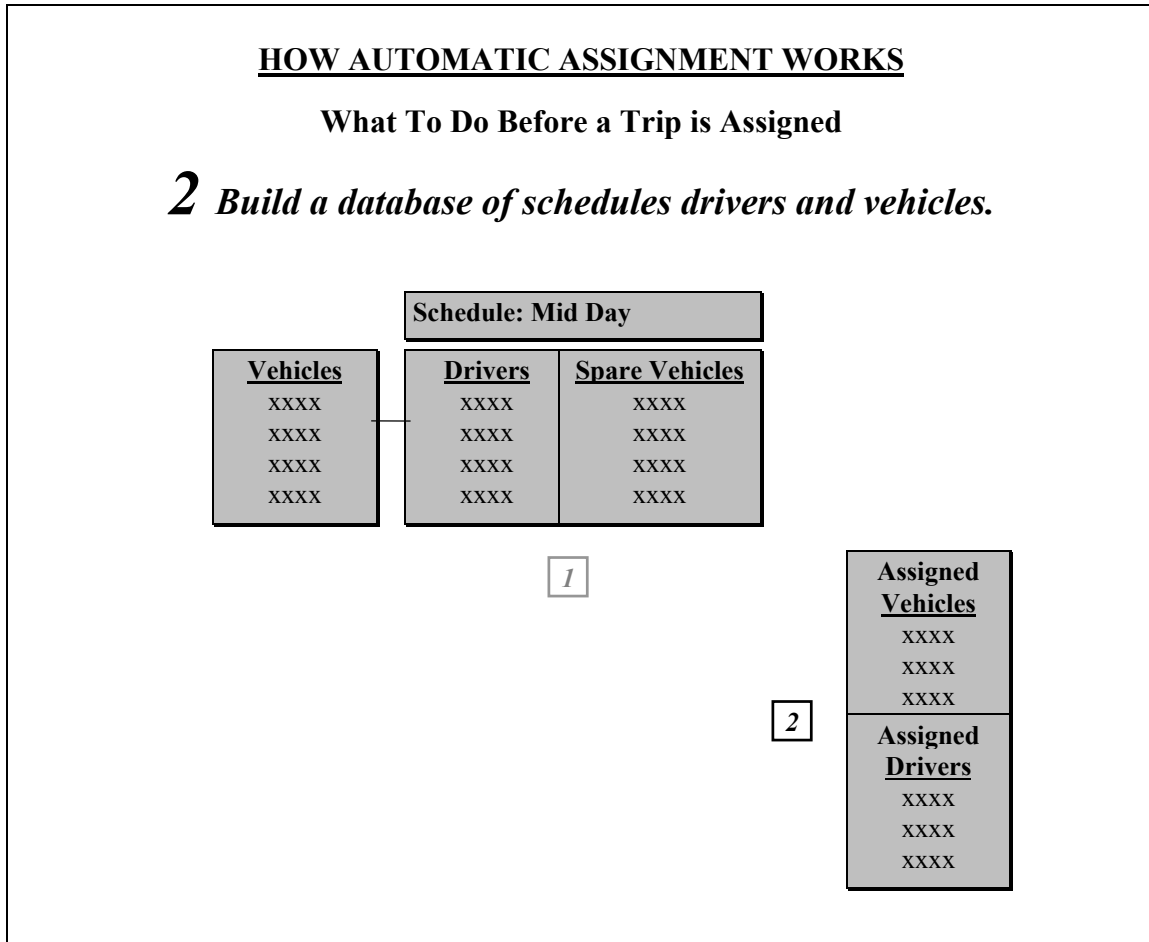 HOW AUTOMATIC ASSIGNMENT WORKS
What To Do Before a Trip is Assigned
2 Build a database of schedules drivers and vehicles.
Schedule: Mid Day
Vehicles
xxxx
xxxx
xxxx
xxxx
Drivers
xxxx
xxxx
xxxx
xxxx
Spare Vehicles
xxxx
xxxx
xxxx
xxxx
1
2
Assigned
Vehicles
xxxx
xxxx
xxxx
Assigned
Drivers
xxxx
xxxx
xxxx